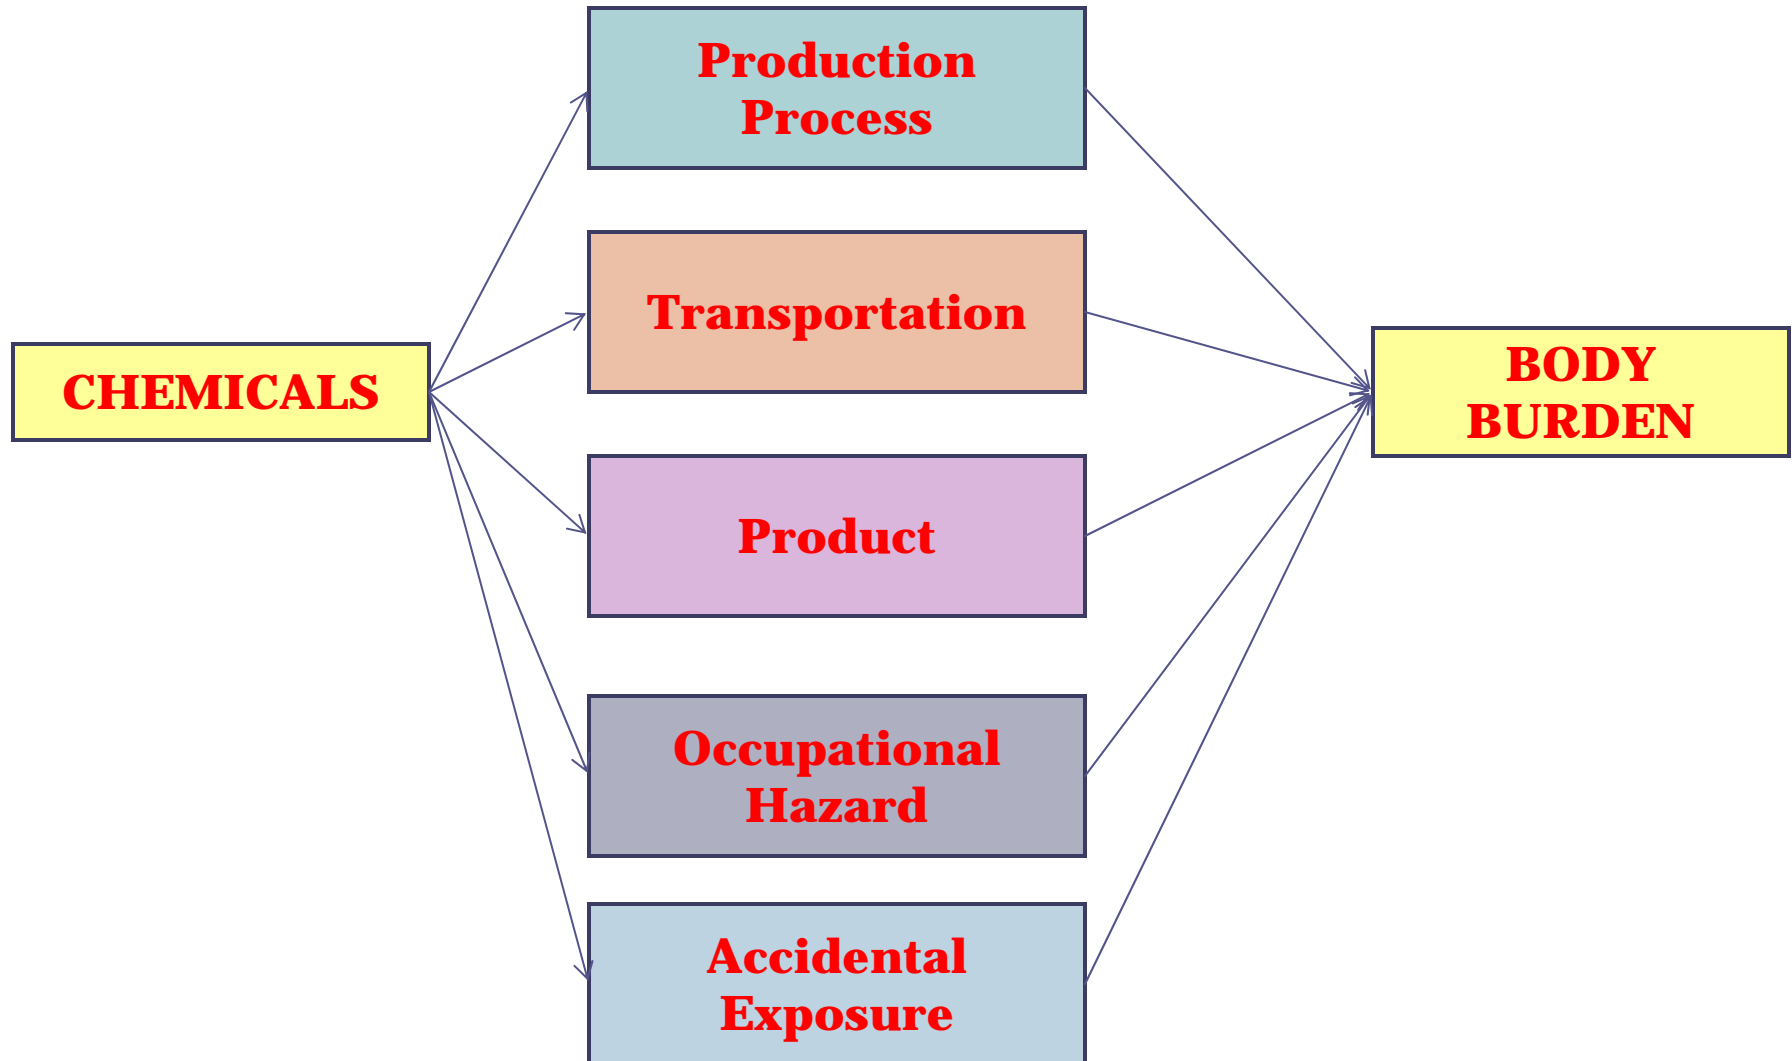 CHEMICALS
Production
Process
Transportation
Product
Occupational
Hazard
Accidental
Exposure
BODY
BURDEN